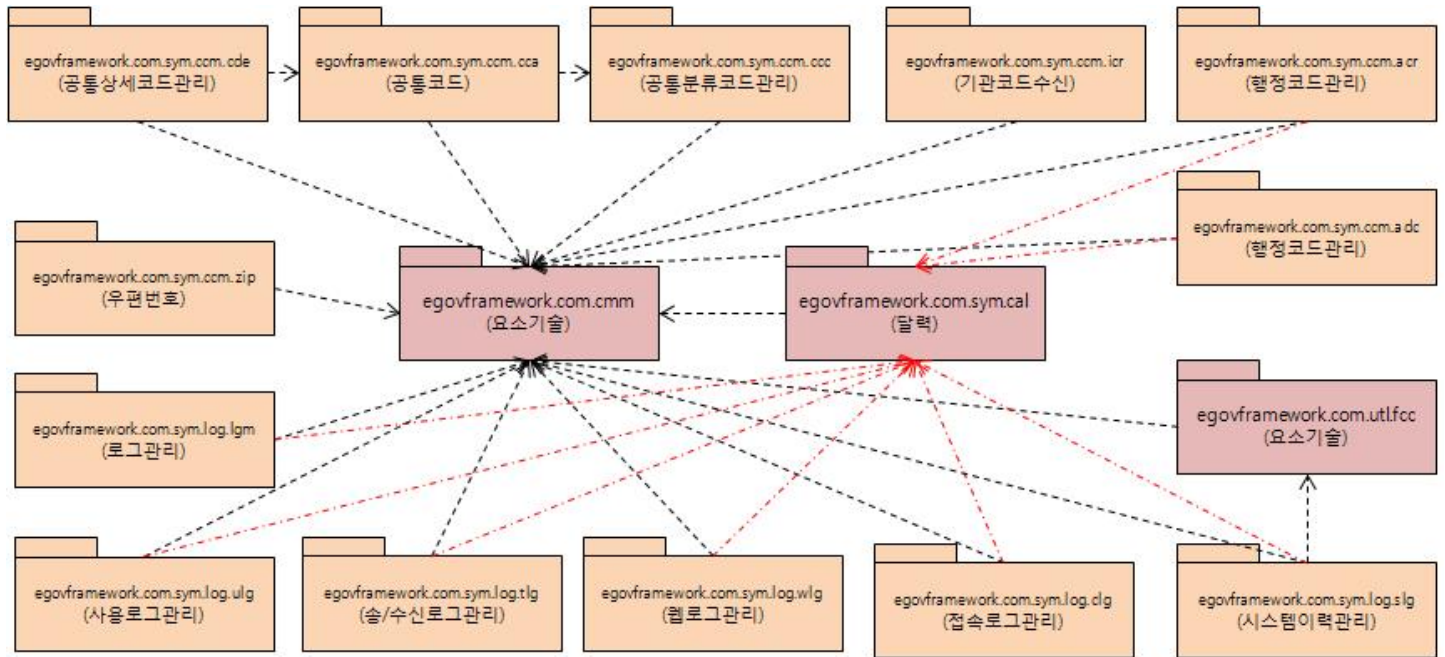 egovframework.com.sym.ccm.cde
(공통상세코드관리)
egovframework.com.sym.ccm.cca
(공통코드)
egovframework.com.sym.ccm.ccc
(공통분류코드관리)
egovframework.com.sym.ccm.icr
(기관코드수신)
egovframework.com.sym.ccm.acr
(행정코드관리)
egovframework.com.sym.ccm.adc
(행정코드관리)
egovframework.com.sym.ccm.zip
(우편번호)
egovframework.com.cmm
(요소기술)
egovframework.com.sym.cal
(달력)
egovframework.com.sym.log.lgm
(로그관리)
egovframework.com.utl.fcc
(요소기술)
egovframework.com.sym.log.ulg
(사용로그관리)
egovframework.com.sym.log.tlg
(송/수신로그관리)
egovframework.com.sym.log.wlg
(웹로그관리)
egovframework.com.sym.log.clg
(접속로그관리)
egovframework.com.sym.log.slg
(시스템이력관리)